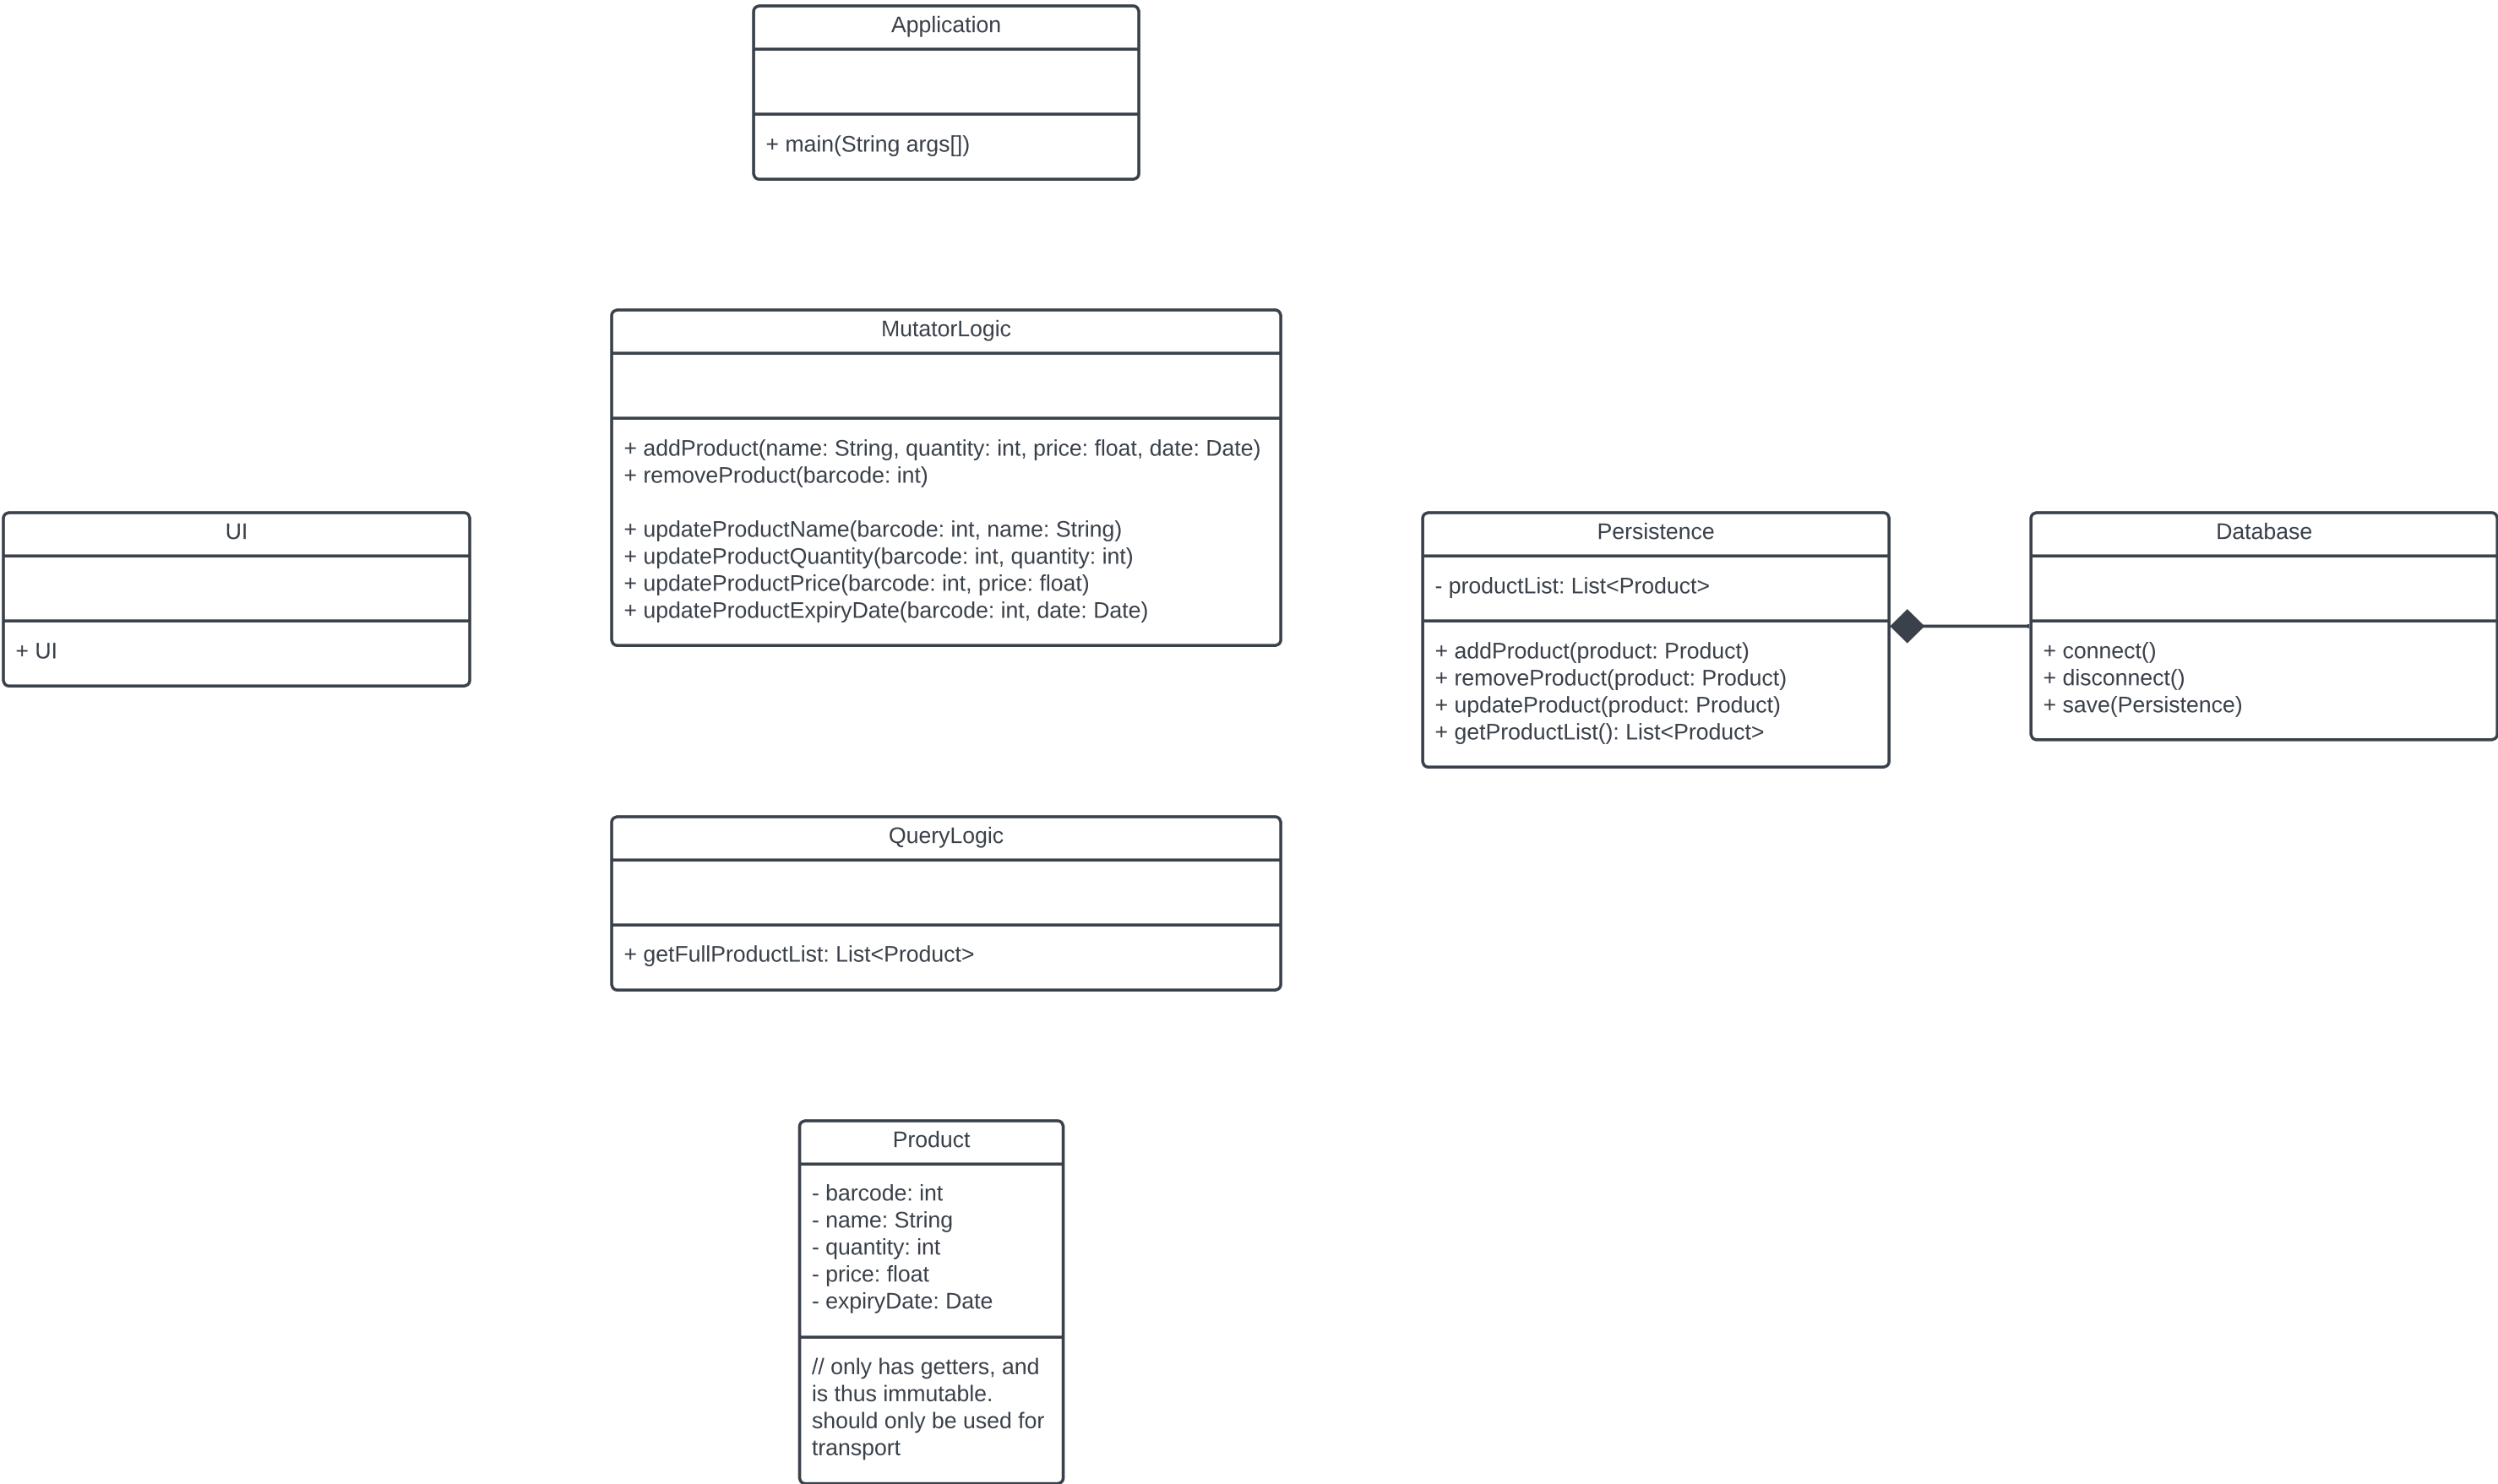 Application
+ main(String args[])
MutatorLogic
+ addProduct(name: String, quantity: int, price: float, date: Date)
+ removeProduct(barcode: int)
+ updateProductName(barcode: int, name: String)
+ updateProductQuantity(barcode: int, quantity: int)
+ updateProductPrice(barcode: int, price: float)
+ updateProductExpiryDate(barcode: int, date: Date)
UI
+ UI
Persistence
- productList: List<Product>
+ addProduct(product: Product)
+ removeProduct(product: Product)
+ updateProduct(product: Product)
+ getProductList(): List<Product>
Database
+ connect()
+ disconnect()
+ save(Persistence)
QueryLogic
+ getFullProductList: List<Product>
Product
- barcode: int
- name: String
- quantity: int
- price: float
- expiryDate: Date
// only has getters, and
is thus immutable.
should only be used for
transport